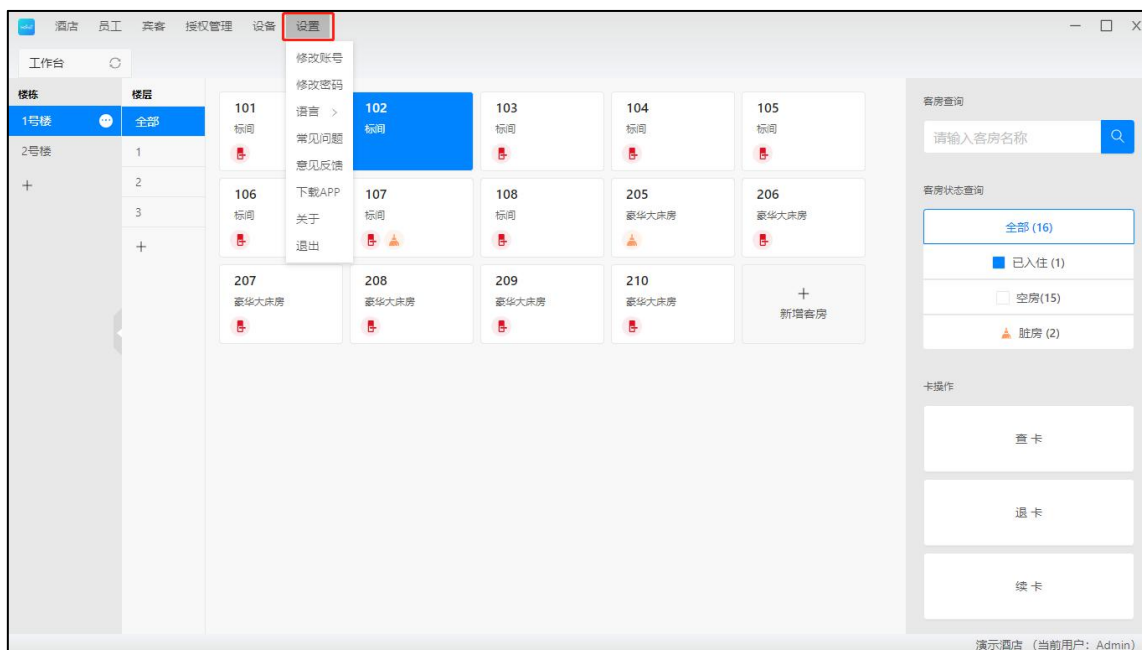 酒店 员工 宾客 授权管理 设备 设置
工作台
楼栋
1号楼
2号楼
楼层
全部
1
2
3
修改账号
修改密码
语言
常见问题
意见反馈
下载APP
关于
退出
101
标间
102
标间
103
标间
104
标间
105
标间
106
标间
107
标间
108
标间
205
豪华大床房
206
豪华大床房
207
豪华大床房
208
豪华大床房
209
豪华大床房
210
豪华大床房
新增客房
客房查询
请输入客房名称
客房状态查询
全部 (16)
已入住 (1)
空房(15)
脏房 (2)
卡操作
查卡
退卡
续卡
演示酒店 （当前用户：Admin）